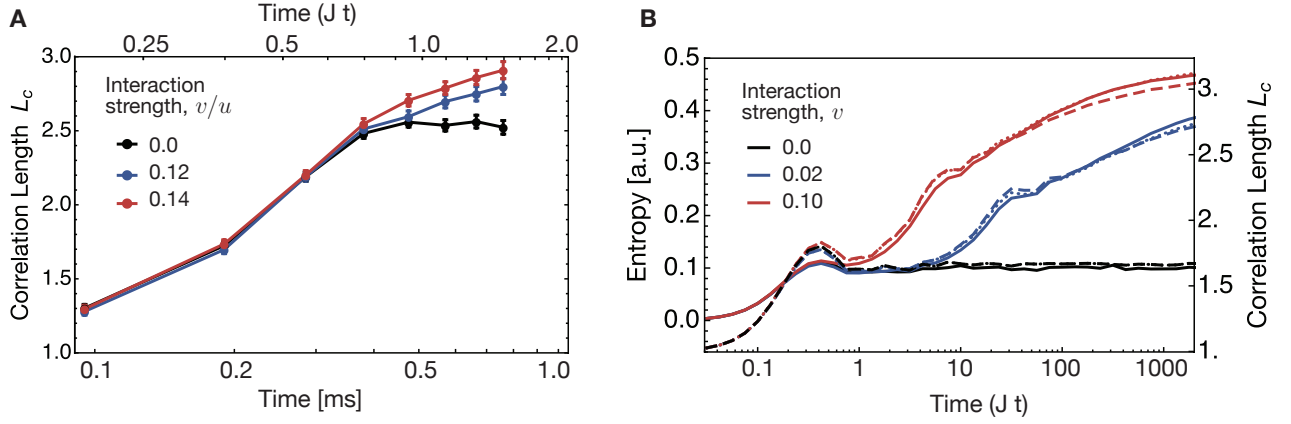 A
Time (J t)
0.25 0.5 1.0 2.0
3.0
2.5
2.0
1.5
1.0
Correlation Length L_c
Interaction
strength, v/u
0.0
0.12
0.14
0.1 0.2 0.5 1.0
Time [ms]
B
0.5
0.4
0.3
0.2
0.1
0.0
Entropy [a.u.]
Interaction
strength, v
0.0
0.02
0.10
3.
2.5
2.
1.5
1.
Correlation Length L_c
0.1 1 10 100 1000
Time (J t)